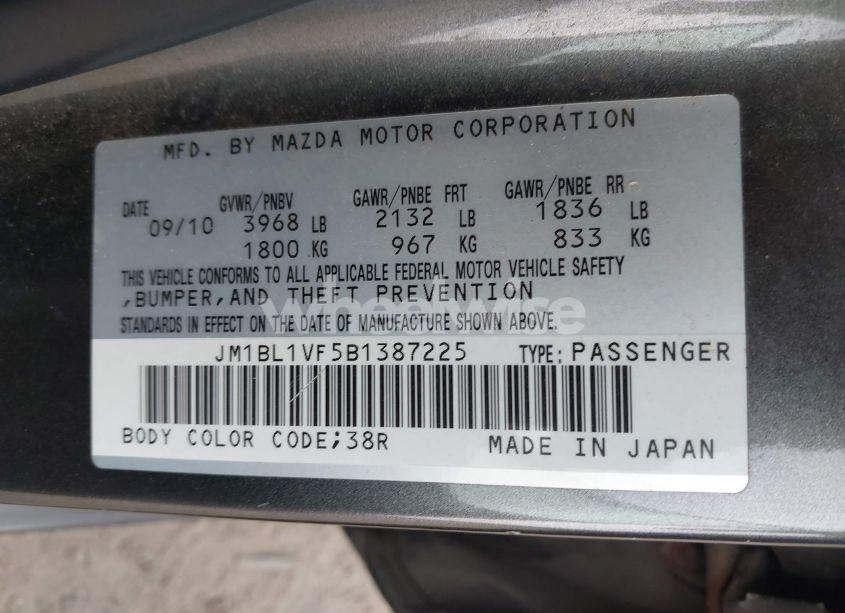 MFD. BY MAZDA MOTOR CORPORATION
DATE GVWR/PNBV GAWR/PNBE FRT GAWR/PNBE RR
09/10 3968 LB 2132 LB 1836 LB
1800 KG 967 KG 833 KG
THIS VEHICLE CONFORMS TO ALL APPLICABLE FEDERAL MOTOR VEHICLE SAFETY
,BUMPER,AND THEFT PREVENTION
wheelwise
STANDARDS IN EFFECT ON THE DATE OF MANUFACTURE SHOWN ABOVE.
JM1BL1VF5B1387225 TYPE: PASSENGER
BODY COLOR CODE;38R MADE IN JAPAN